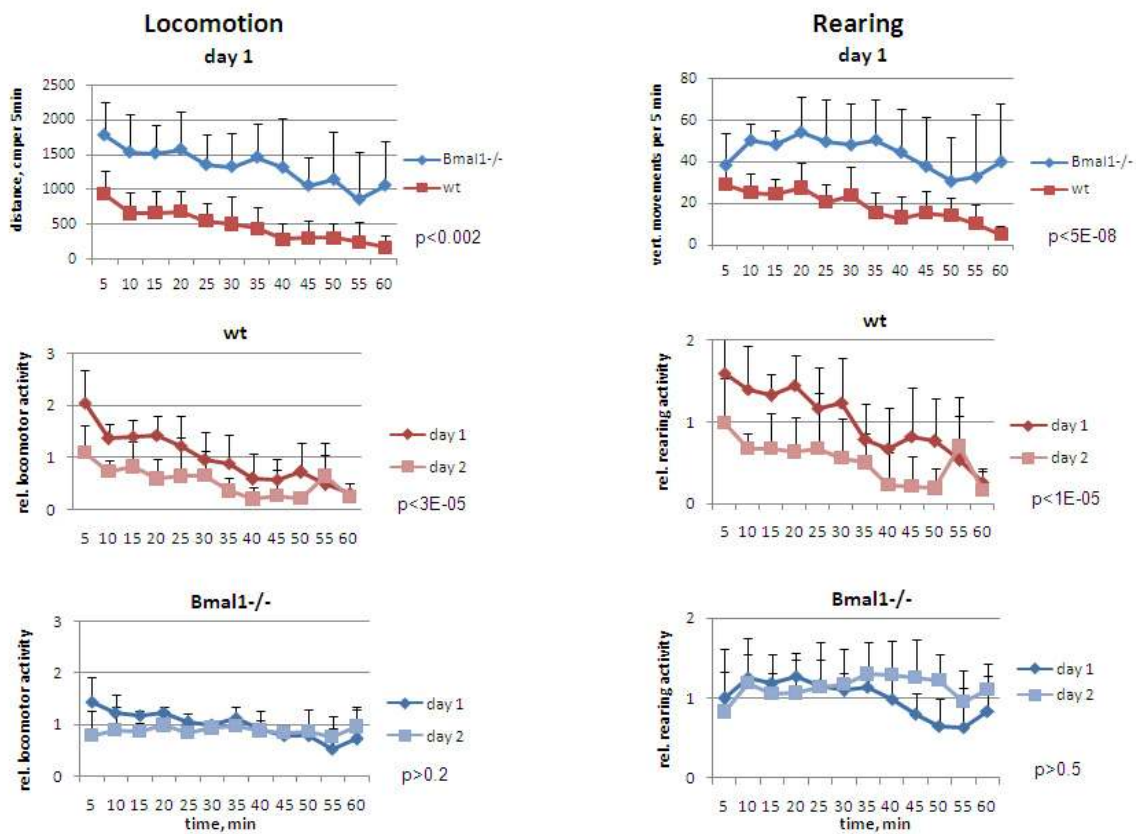 Locomotion
day 1
distance, cmper 5min
2500
2000
1500
1000
500
0
5 10 15 20 25 30 35 40 45 50 55 60
Bmal1-/-
wt
p<0.002
Rearing
day 1
vert. movements per 5 min
80
60
40
20
0
5 10 15 20 25 30 35 40 45 50 55 60
Bmal1-/-
wt
p<5E-08
wt
rel. locomotor activity
3
2
1
0
5 10 15 20 25 30 35 40 45 50 55 60
day 1
day 2
p<3E-05
wt
rel. rearing activity
2
1
0
5 10 15 20 25 30 35 40 45 50 55 60
day 1
day 2
p<1E-05
Bmal1-/-
rel. locomotor activity
3
2
1
0
5 10 15 20 25 30 35 40 45 50 55 60
time, min
day 1
day 2
p>0.2
Bmal1-/-
rel. rearing activity
2
1
0
5 10 15 20 25 30 35 40 45 50 55 60
time, min
day 1
day 2
p>0.5